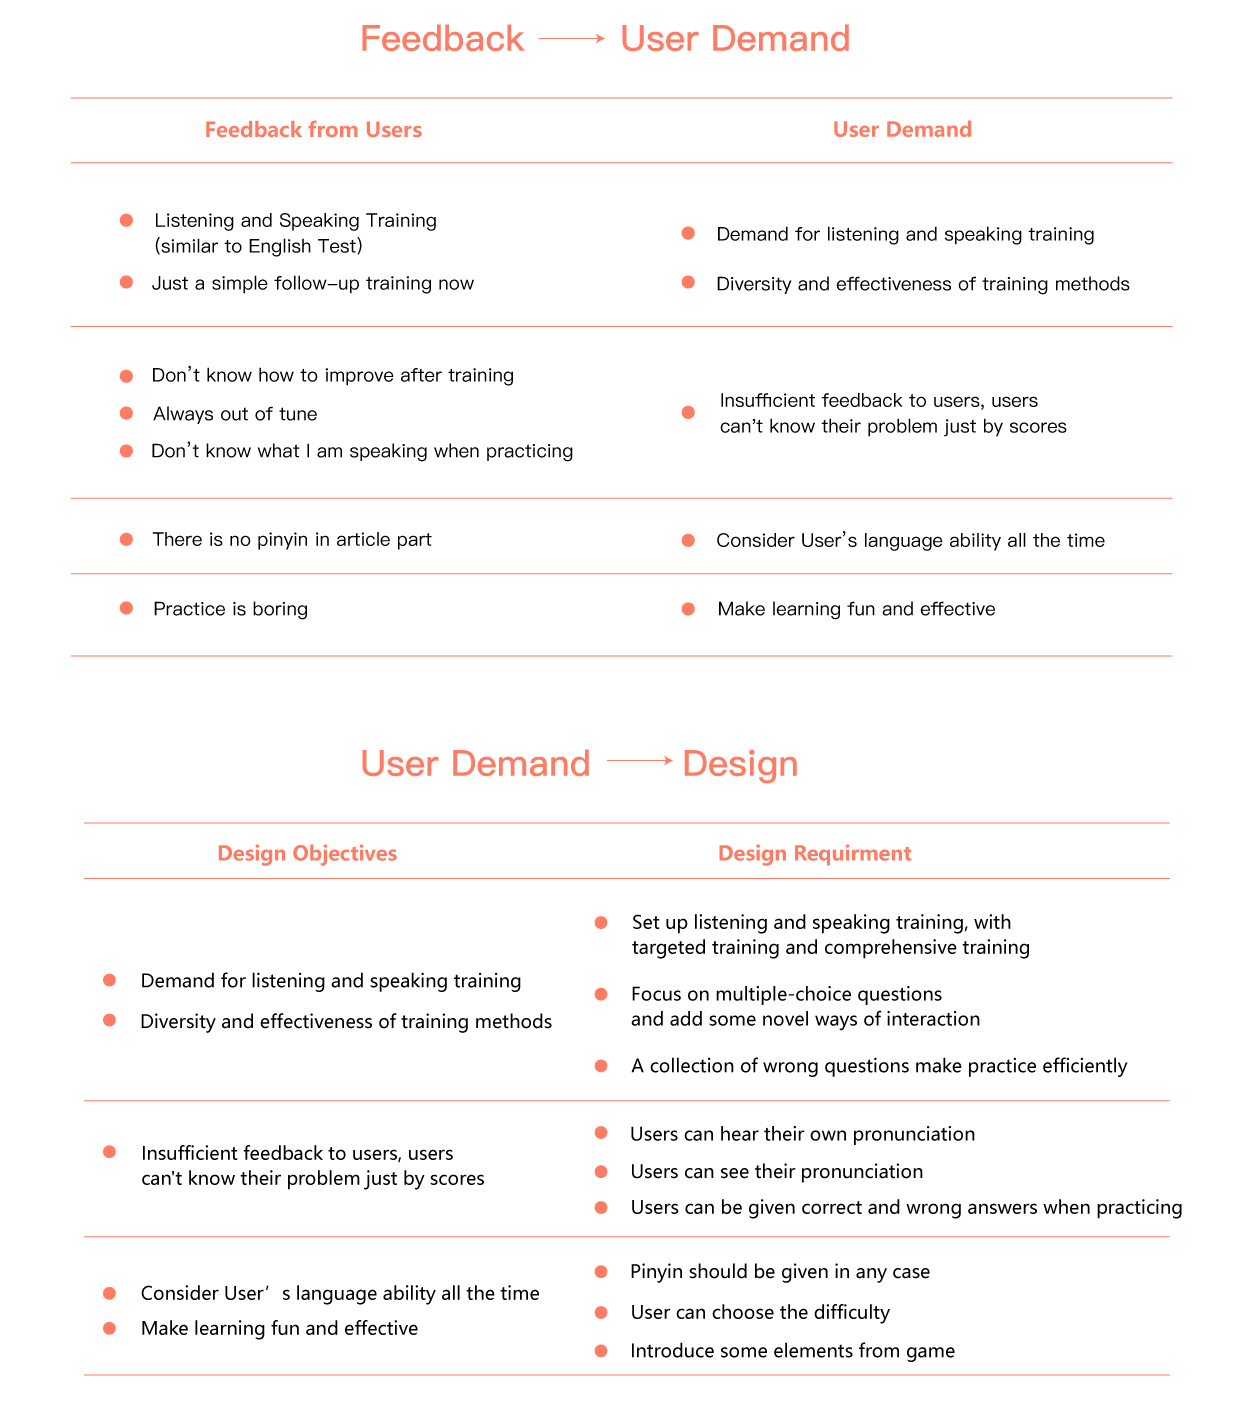 Feedback → User Demand
Feedback from Users
User Demand
Listening and Speaking Training
(similar to English Test)
Just a simple follow-up training now
Demand for listening and speaking training
Diversity and effectiveness of training methods
Don't know how to improve after training
Always out of tune
Don't know what I am speaking when practicing
Insufficient feedback to users, users
can't know their problem just by scores
There is no pinyin in article part
Consider User's language ability all the time
Practice is boring
Make learning fun and effective
User Demand → Design
Design Objectives
Design Requirment
Demand for listening and speaking training
Diversity and effectiveness of training methods
Set up listening and speaking training, with
targeted training and comprehensive training
Focus on multiple-choice questions
and add some novel ways of interaction
A collection of wrong questions make practice efficiently
Insufficient feedback to users, users
can't know their problem just by scores
Users can hear their own pronunciation
Users can see their pronunciation
Users can be given correct and wrong answers when practicing
Consider User's language ability all the time
Make learning fun and effective
Pinyin should be given in any case
User can choose the difficulty
Introduce some elements from game